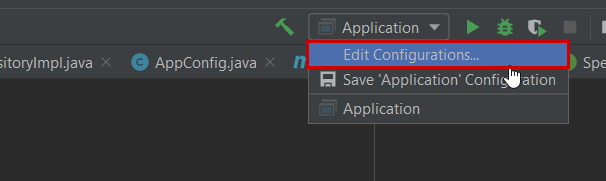 Application
Edit Configurations...
sitoryImpl.java
AppConfig.java
Save 'Application' Configuration
Spe
Application